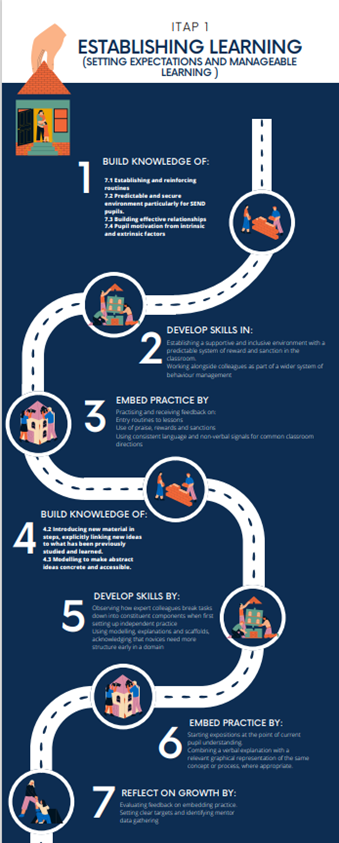 ITAP 1
ESTABLISHING LEARNING
(SETTING EXPECTATIONS AND MANAGEABLE
LEARNING )
1
BUILD KNOWLEDGE OF:
7.1 Establishing and reinforcing
routines
7.2 Predictable and secure
environment particularly for SEND
pupils.
7.3 Building effective relationships
7.4 Pupil motivation from intrinsic
and extrinsic factors
2
DEVELOP SKILLS IN:
Establishing a supportive and inclusive environment with a
predictable system of reward and sanction in the
classroom.
Working alongside colleagues as part of a wider system of
behaviour management
3
EMBED PRACTICE BY
Practising and receiving feedback on:
Entry routines to lessons
Use of praise, rewards and sanctions
Using consistent language and non-verbal signals for common classroom
directions
4
BUILD KNOWLEDGE OF:
4.2 Introducing new material in
steps, explicitly linking new ideas
to what has been previously
studied and learned.
4.3 Modelling to make abstract
ideas concrete and accessible.
5
DEVELOP SKILLS BY:
Observing how expert colleagues break tasks
down into constituent components when first
setting up independent practice
Using modelling, explanations and scaffolds,
acknowledging that novices need more
structure early in a domain
6
EMBED PRACTICE BY:
Starting expositions at the point of current
pupil understanding
Combining a verbal explanation with a
relevant graphical representation of the same
concept or process, where appropriate.
7
REFLECT ON GROWTH BY:
Evaluating feedback on embedding practice.
Setting clear targets and identifying mentor
data gathering